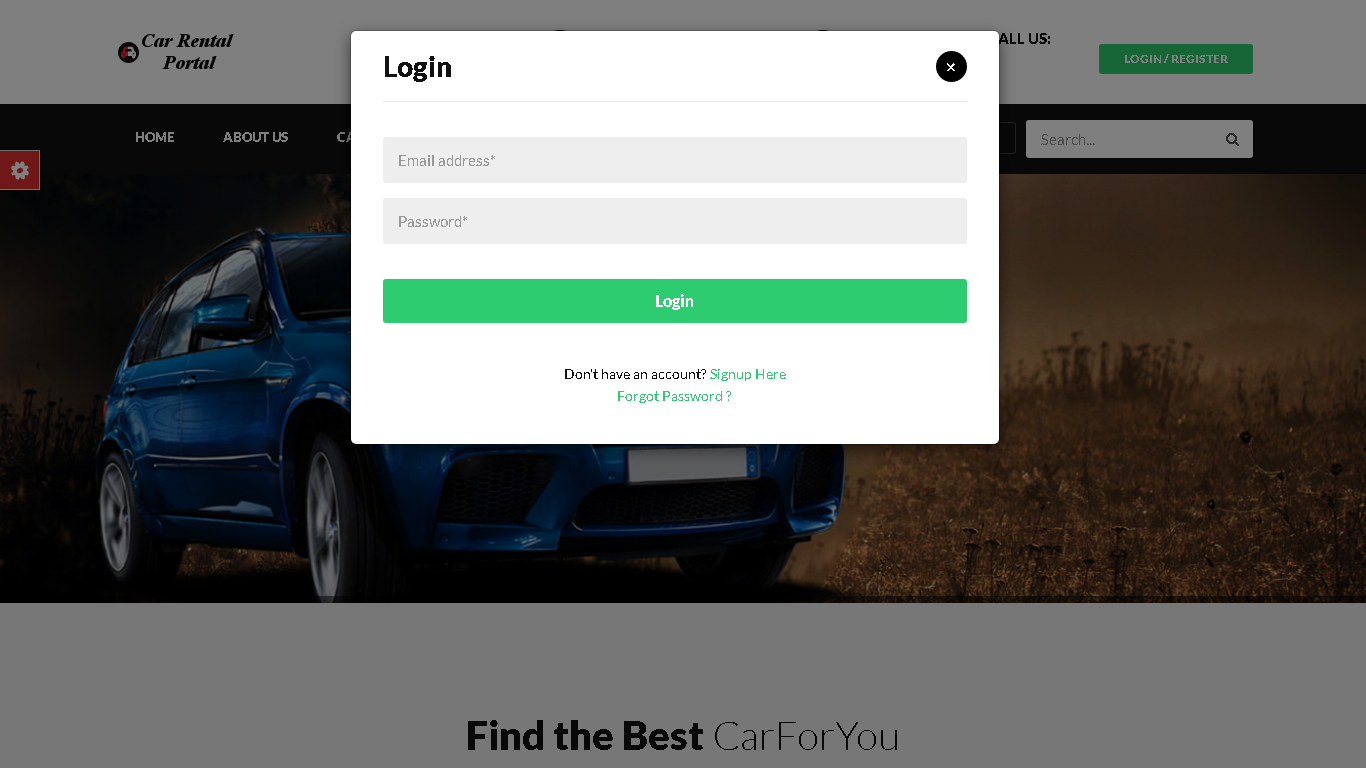 Car Rental
Portal
ALL US:
LOGIN / REGISTER
Login
×
HOME
ABOUT US
CA
Search...
Email address*
Password*
Login
Don't have an account? Signup Here
Forgot Password ?
Find the Best CarForYou